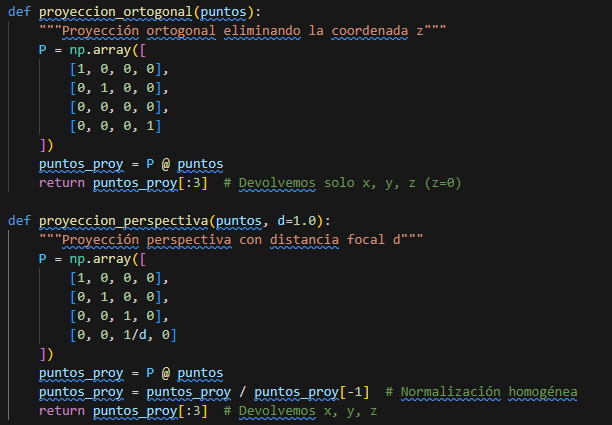 def proyeccion_ortogonal(puntos):
    """Proyección ortogonal eliminando la coordenada z"""
    P = np.array([
        [1, 0, 0, 0],
        [0, 1, 0, 0],
        [0, 0, 0, 0],
        [0, 0, 0, 1]
    ])
    puntos_proy = P @ puntos
    return puntos_proy[:3]  # Devolvemos solo x, y, z (z=0)

def proyeccion_perspectiva(puntos, d=1.0):
    """Proyección perspectiva con distancia focal d"""
    P = np.array([
        [1, 0, 0, 0],
        [0, 1, 0, 0],
        [0, 0, 1, 0],
        [0, 0, 1/d, 0]
    ])
    puntos_proy = P @ puntos
    puntos_proy = puntos_proy / puntos_proy[-1]  # Normalización homogénea
    return puntos_proy[:3]  # Devolvemos x, y, z